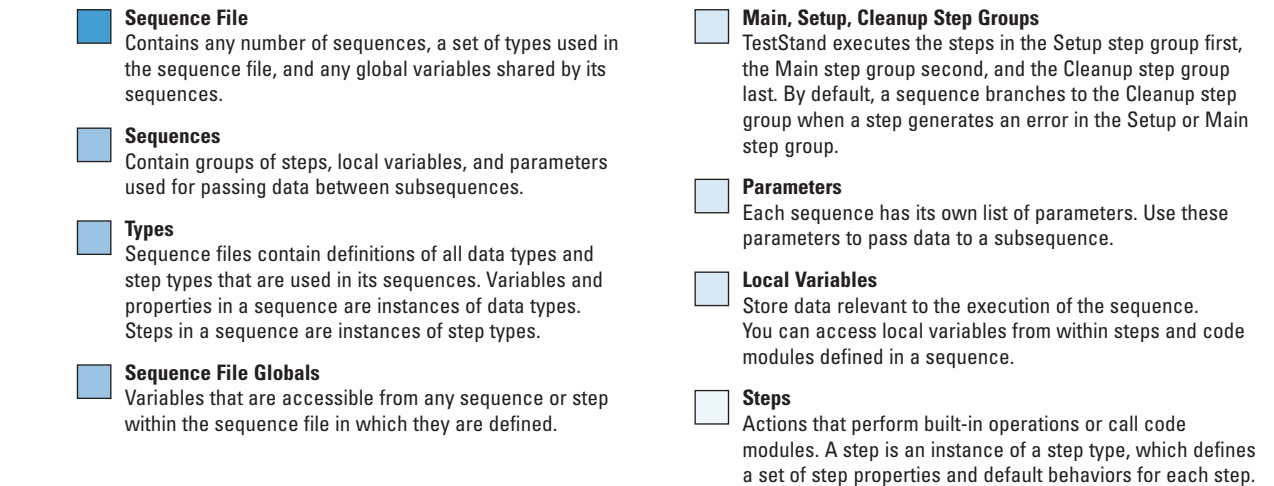 Sequence File
Contains any number of sequences, a set of types used in
the sequence file, and any global variables shared by its
sequences.
Sequences
Contain groups of steps, local variables, and parameters
used for passing data between subsequences.
Types
Sequence files contain definitions of all data types and
step types that are used in its sequences. Variables and
properties in a sequence are instances of data types.
Steps in a sequence are instances of step types.
Sequence File Globals
Variables that are accessible from any sequence or step
within the sequence file in which they are defined.
Main, Setup, Cleanup Step Groups
TestStand executes the steps in the Setup step group first,
the Main step group second, and the Cleanup step group
last. By default, a sequence branches to the Cleanup step
group when a step generates an error in the Setup or Main
step group.
Parameters
Each sequence has its own list of parameters. Use these
parameters to pass data to a subsequence.
Local Variables
Store data relevant to the execution of the sequence.
You can access local variables from within steps and code
modules defined in a sequence.
Steps
Actions that perform built-in operations or call code
modules. A step is an instance of a step type, which defines
a set of step properties and default behaviors for each step.